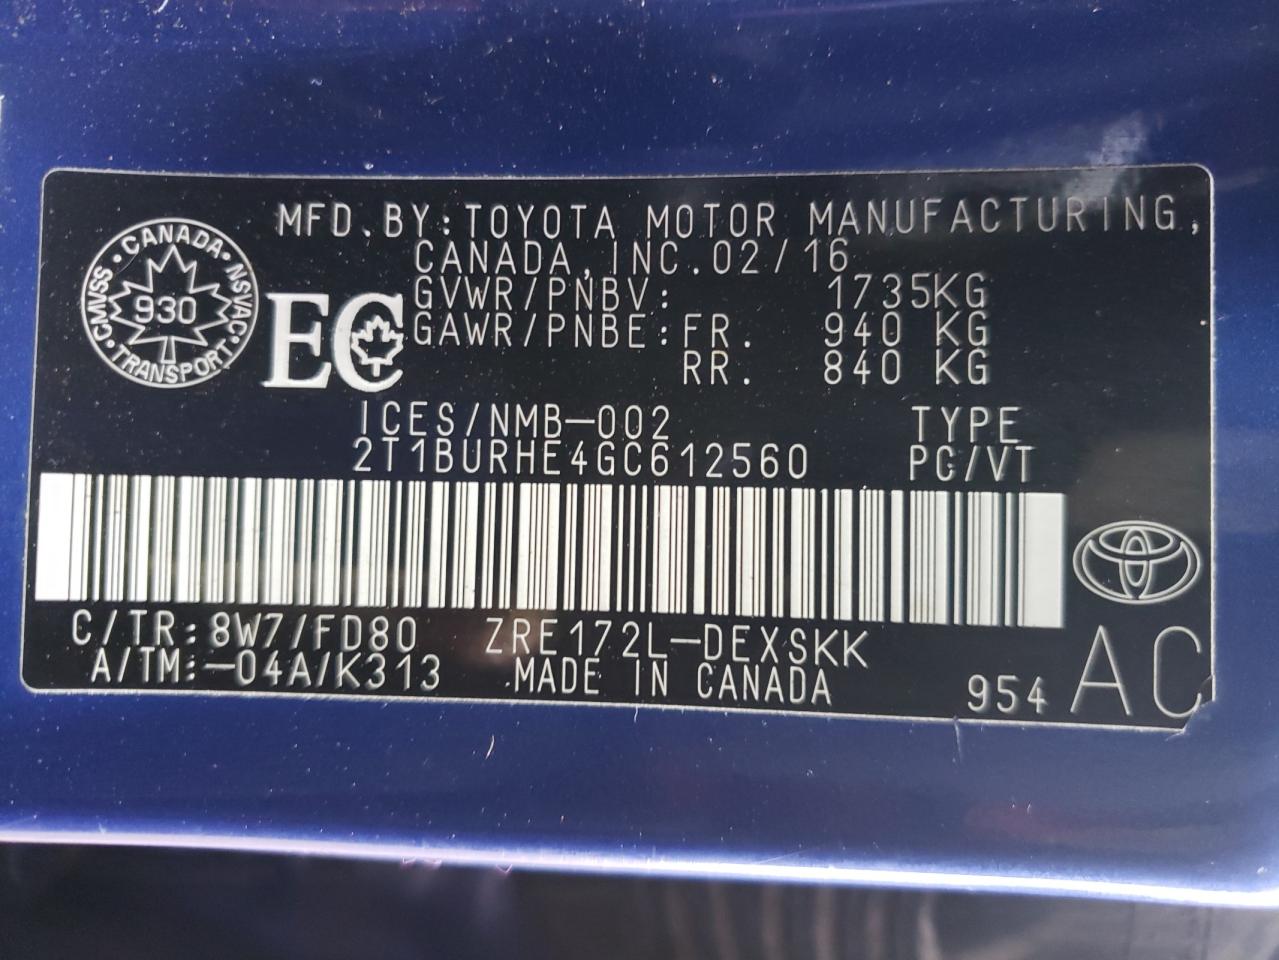 MFD.BY:TOYOTA MOTOR MANUFACTURING,
CANADA,INC.02/16
GVWR/PNBV: 1735KG
GAWR/PNBE:FR. 940 KG
RR. 840 KG
CANADA · NSVAC · TRANSPORT · CMVSS
930
EC
ICES/NMB-002 TYPE
2T1BURHE4GC612560 PC/VT
C/TR:8W7/FD80 ZRE172L-DEXSKK
A/TM:-04A/K313 MADE IN CANADA
954 AC